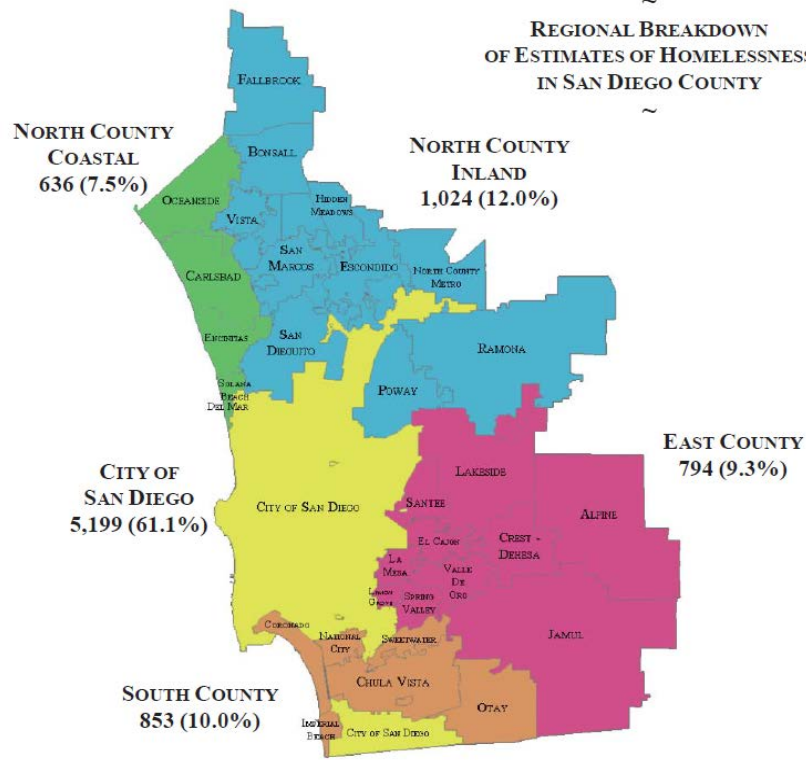 ~
REGIONAL BREAKDOWN
OF ESTIMATES OF HOMELESSNESS
IN SAN DIEGO COUNTY
~
FALLBROOK
NORTH COUNTY
COASTAL
636 (7.5%)
BONSALL
NORTH COUNTY
INLAND
1,024 (12.0%)
OCEANSIDE
VISTA
HIDDEN
MEADOWS
SAN
MARCOS
ESCONDIDO
NORTH COUNTY
METRO
CARLSBAD
ENCINITAS
SAN
DIEGUITO
RAMONA
POWAY
SOLANA
BEACH
DEL MAR
EAST COUNTY
794 (9.3%)
CITY OF
SAN DIEGO
5,199 (61.1%)
CITY OF SAN DIEGO
LAKESIDE
SANTEE
ALPINE
EL CAJON
CREST -
DEHESA
LA
MESA
VALLE
DE
ORO
LEMON
GROVE
SPRING
VALLEY
JAMUL
CORONADO
NATIONAL
CITY
SWEETWATER
CHULA VISTA
SOUTH COUNTY
853 (10.0%)
OTAY
IMPERIAL
BEACH
CITY OF SAN DIEGO